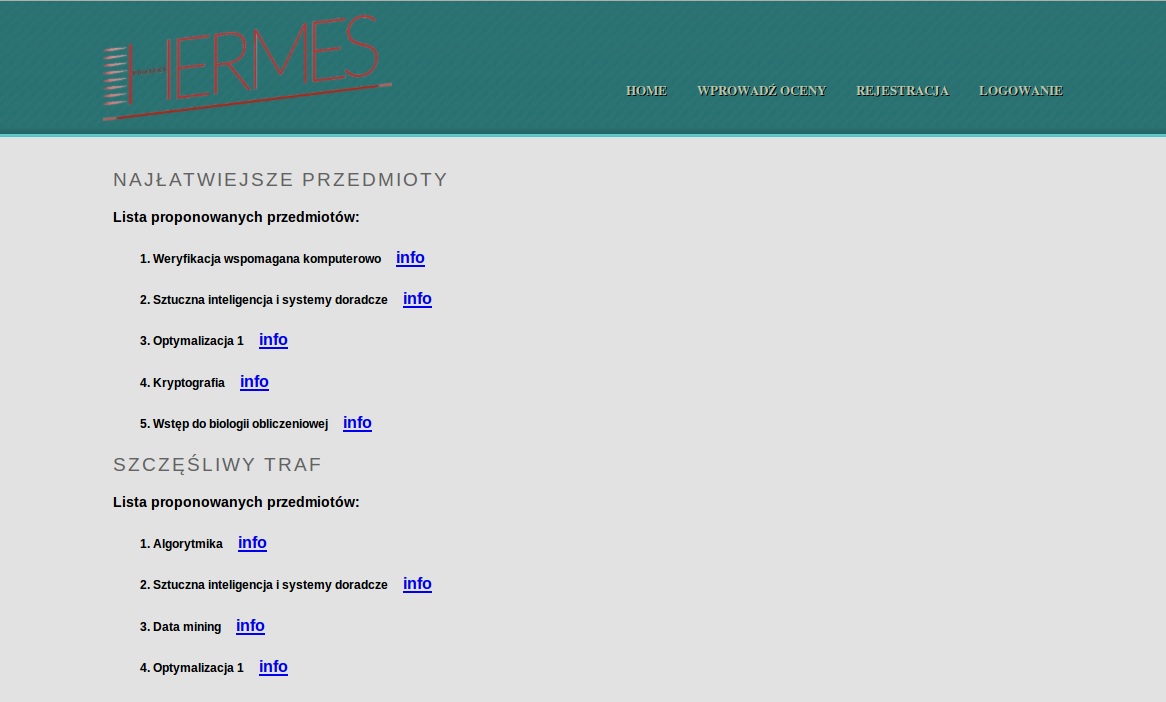 HERMES
HOME WPROWADŹ OCENY REJESTRACJA LOGOWANIE
NAJŁATWIEJSZE PRZEDMIOTY
Lista proponowanych przedmiotów:
1. Weryfikacja wspomagana komputerowo info
2. Sztuczna inteligencja i systemy doradcze info
3. Optymalizacja 1 info
4. Kryptografia info
5. Wstęp do biologii obliczeniowej info
SZCZĘŚLIWY TRAF
Lista proponowanych przedmiotów:
1. Algorytmika info
2. Sztuczna inteligencja i systemy doradcze info
3. Data mining info
4. Optymalizacja 1 info